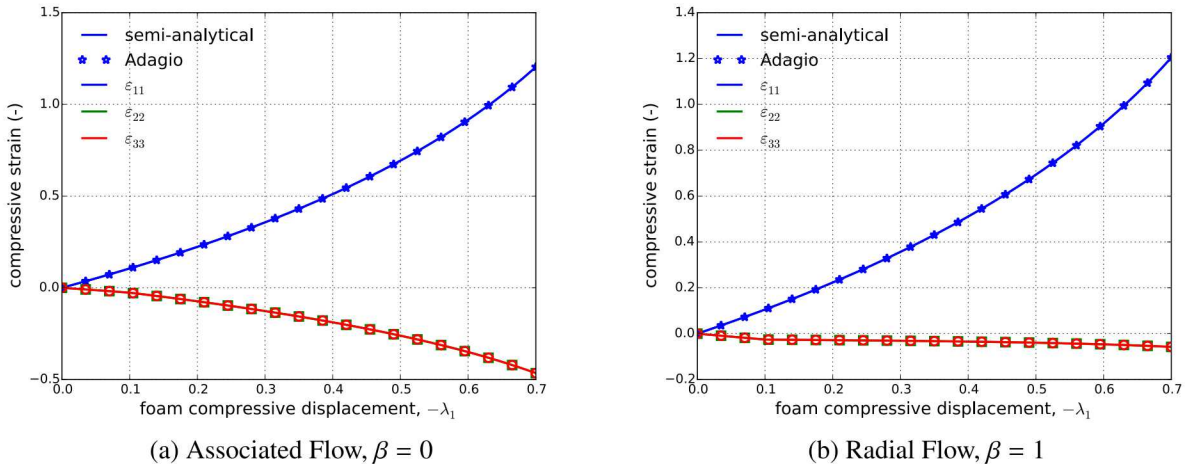 1.5
1.0
0.5
0.0
−0.5
compressive strain (-)
semi-analytical
Adagio
ε₁₁
ε₂₂
ε₃₃
0.0 0.1 0.2 0.3 0.4 0.5 0.6 0.7
foam compressive displacement, −λ₁
(a) Associated Flow, β = 0
1.4
1.2
1.0
0.8
0.6
0.4
0.2
0.0
−0.2
compressive strain (-)
semi-analytical
Adagio
ε₁₁
ε₂₂
ε₃₃
0.0 0.1 0.2 0.3 0.4 0.5 0.6 0.7
foam compressive displacement, −λ₁
(b) Radial Flow, β = 1